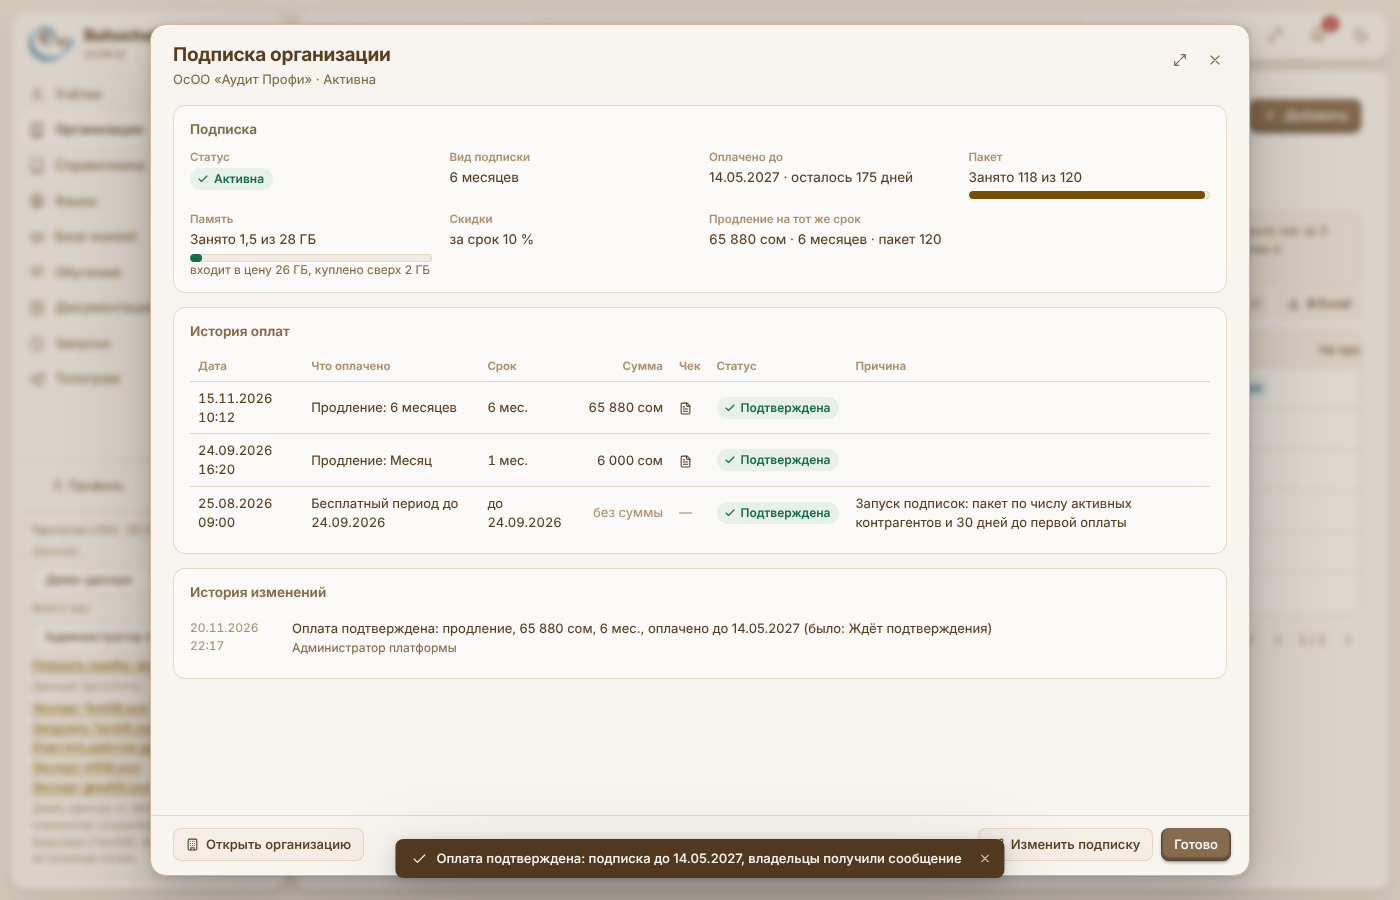 Подписка организации
ОсОО «Аудит Профи» · Активна
Подписка
Статус
Вид подписки
Оплачено до
Пакет
Активна
6 месяцев
14.05.2027 · осталось 175 дней
Занято 118 из 120
Память
Скидки
Продление на тот же срок
Занято 1,5 из 28 ГБ
за срок 10 %
65 880 сом · 6 месяцев · пакет 120
входит в цену 26 ГБ, куплено сверх 2 ГБ
История оплат
Дата Что оплачено Срок Сумма Чек Статус Причина
15.11.2026
10:12
Продление: 6 месяцев 6 мес. 65 880 сом Подтверждена
24.09.2026
16:20
Продление: Месяц 1 мес. 6 000 сом Подтверждена
25.08.2026
09:00
Бесплатный период до
24.09.2026
до
24.09.2026
без суммы — Подтверждена
Запуск подписок: пакет по числу активных
контрагентов и 30 дней до первой оплаты
История изменений
20.11.2026
22:17
Оплата подтверждена: продление, 65 880 сом, 6 мес., оплачено до 14.05.2027 (было: Ждёт подтверждения)
Администратор платформы
Открыть организацию
Оплата подтверждена: подписка до 14.05.2027, владельцы получили сообщение
Изменить подписку
Готово